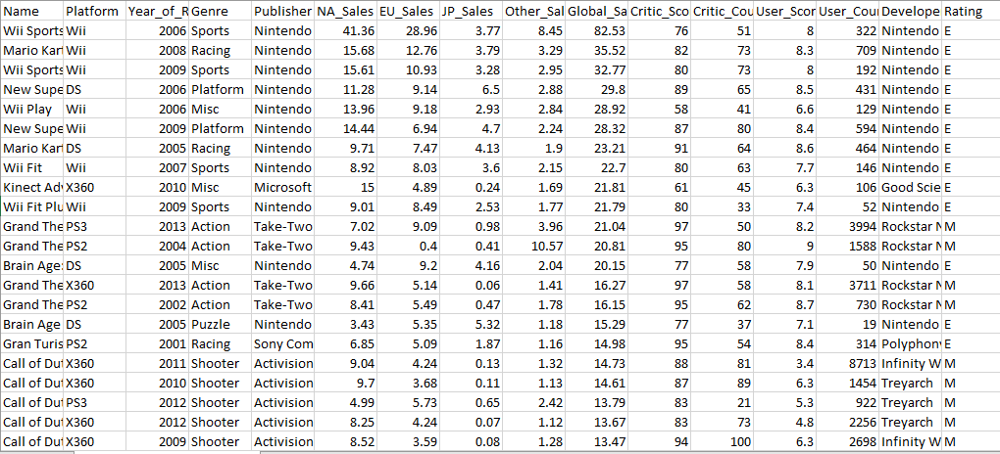 Name Platform Year_of_R Genre Publisher NA_Sales EU_Sales JP_Sales Other_Sal Global_Sa Critic_Sco Critic_Cou User_Scor User_Cour Develope Rating
Wii Sports Wii 2006 Sports Nintendo 41.36 28.96 3.77 8.45 82.53 76 51 8 322 Nintendo E
Mario Kar Wii 2008 Racing Nintendo 15.68 12.76 3.79 3.29 35.52 82 73 8.3 709 Nintendo E
Wii Sports Wii 2009 Sports Nintendo 15.61 10.93 3.28 2.95 32.77 80 73 8 192 Nintendo E
New Supe DS 2006 Platform Nintendo 11.28 9.14 6.5 2.88 29.8 89 65 8.5 431 Nintendo E
Wii Play Wii 2006 Misc Nintendo 13.96 9.18 2.93 2.84 28.92 58 41 6.6 129 Nintendo E
New Supe Wii 2009 Platform Nintendo 14.44 6.94 4.7 2.24 28.32 87 80 8.4 594 Nintendo E
Mario Kar DS 2005 Racing Nintendo 9.71 7.47 4.13 1.9 23.21 91 64 8.6 464 Nintendo E
Wii Fit Wii 2007 Sports Nintendo 8.92 8.03 3.6 2.15 22.7 80 63 7.7 146 Nintendo E
Kinect Adv X360 2010 Misc Microsoft 15 4.89 0.24 1.69 21.81 61 45 6.3 106 Good Scie E
Wii Fit Plu Wii 2009 Sports Nintendo 9.01 8.49 2.53 1.77 21.79 80 33 7.4 52 Nintendo E
Grand The PS3 2013 Action Take-Two 7.02 9.09 0.98 3.96 21.04 97 50 8.2 3994 Rockstar N M
Grand The PS2 2004 Action Take-Two 9.43 0.4 0.41 10.57 20.81 95 80 9 1588 Rockstar N M
Brain Age: DS 2005 Misc Nintendo 4.74 9.2 4.16 2.04 20.15 77 58 7.9 50 Nintendo E
Grand The X360 2013 Action Take-Two 9.66 5.14 0.06 1.41 16.27 97 58 8.1 3711 Rockstar N M
Grand The PS2 2002 Action Take-Two 8.41 5.49 0.47 1.78 16.15 95 62 8.7 730 Rockstar N M
Brain Age DS 2005 Puzzle Nintendo 3.43 5.35 5.32 1.18 15.29 77 37 7.1 19 Nintendo E
Gran Turis PS2 2001 Racing Sony Com 6.85 5.09 1.87 1.16 14.98 95 54 8.4 314 Polyphony E
Call of Dut X360 2011 Shooter Activision 9.04 4.24 0.13 1.32 14.73 88 81 3.4 8713 Infinity W M
Call of Dut X360 2010 Shooter Activision 9.7 3.68 0.11 1.13 14.61 87 89 6.3 1454 Treyarch M
Call of Dut PS3 2012 Shooter Activision 4.99 5.73 0.65 2.42 13.79 83 21 5.3 922 Treyarch M
Call of Dut X360 2012 Shooter Activision 8.25 4.24 0.07 1.12 13.67 83 73 4.8 2256 Treyarch M
Call of Dut X360 2009 Shooter Activision 8.52 3.59 0.08 1.28 13.47 94 100 6.3 2698 Infinity W M